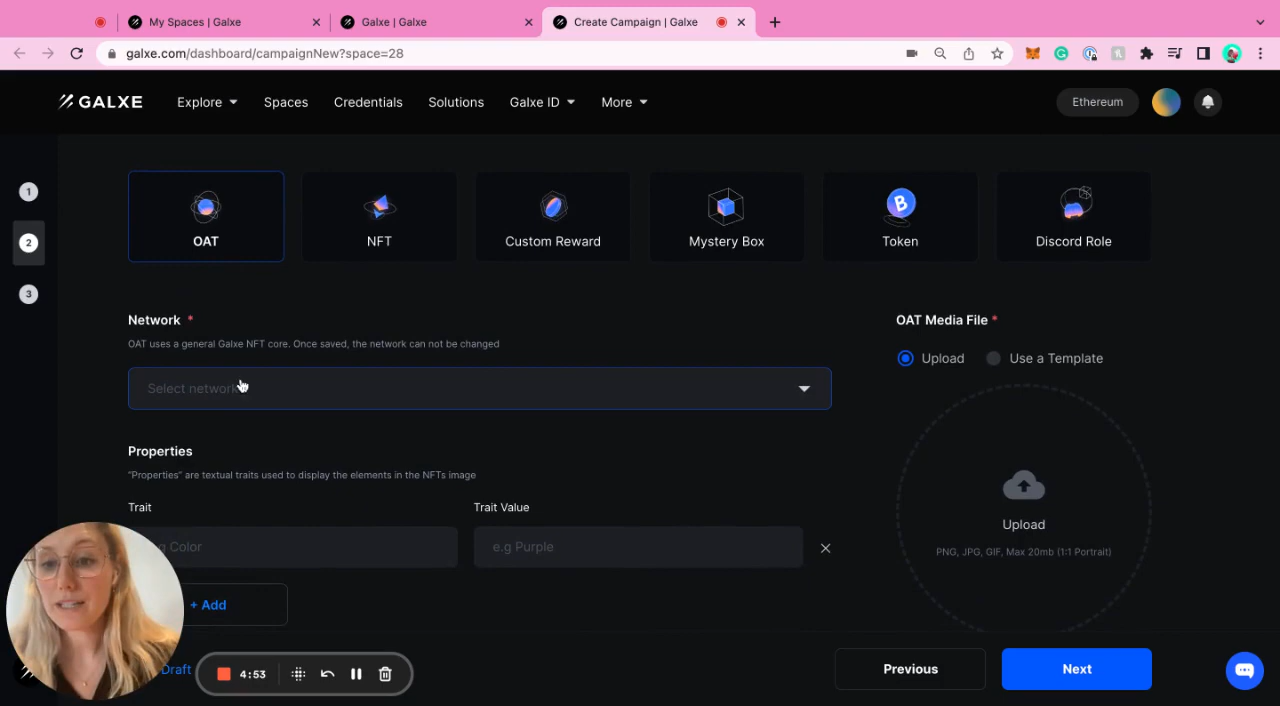 My Spaces | Galxe
Galxe | Galxe
Create Campaign | Galxe
galxe.com/dashboard/campaignNew?space=28
GALXE
Explore
Spaces
Credentials
Solutions
Galxe ID
More
Ethereum
1
2
3
OAT
NFT
Custom Reward
Mystery Box
B
Token
Discord Role
Network *
OAT uses a general Galxe NFT core. Once saved, the network can not be changed
Select network
OAT Media File *
Upload
Use a Template
Properties
“Properties” are textual traits used to display the elements in the NFTs image
Trait
Trait Value
Color
e.g Purple
Upload
PNG, JPG, GIF, Max 20mb (1:1 Portrait)
+ Add
Draft
4:53
Previous
Next